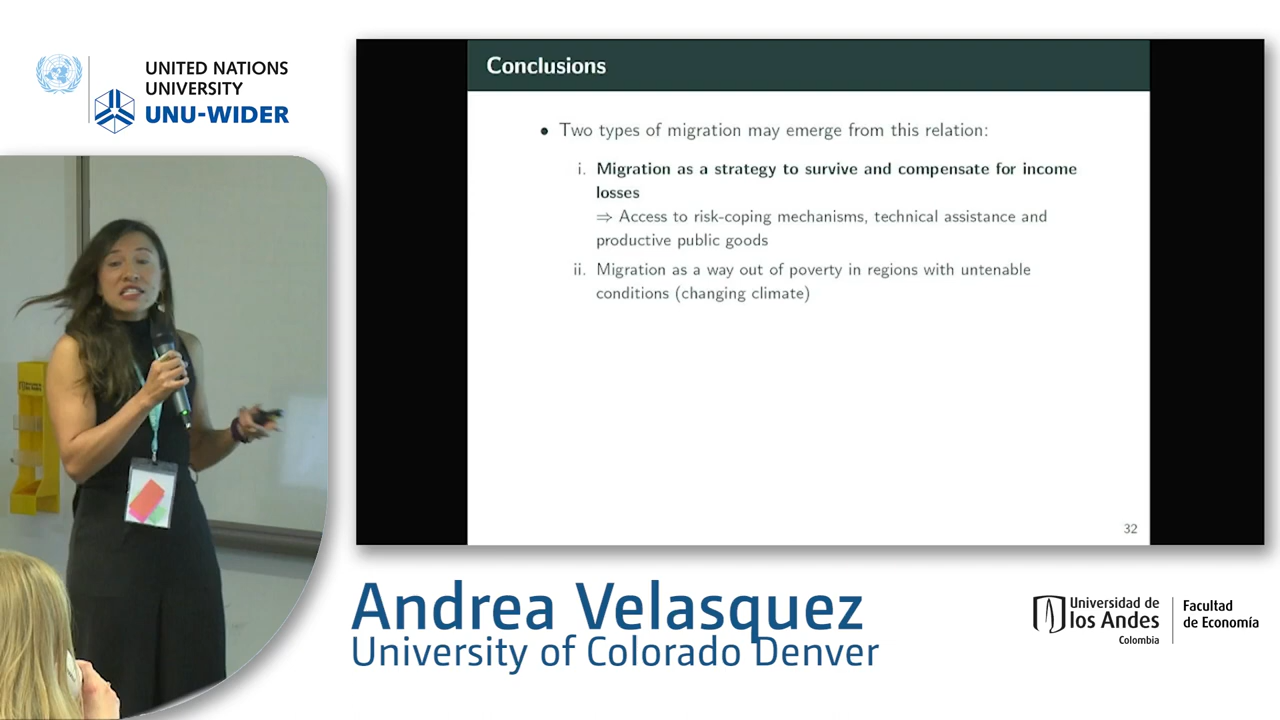 UNITED NATIONS
UNIVERSITY
UNU-WIDER
Conclusions
• Two types of migration may emerge from this relation:
i. Migration as a strategy to survive and compensate for income
losses
⇒ Access to risk-coping mechanisms, technical assistance and
productive public goods
ii. Migration as a way out of poverty in regions with untenable
conditions (changing climate)
32
Andrea Velasquez
University of Colorado Denver
Universidad de
los Andes
Colombia
Facultad
de Economía